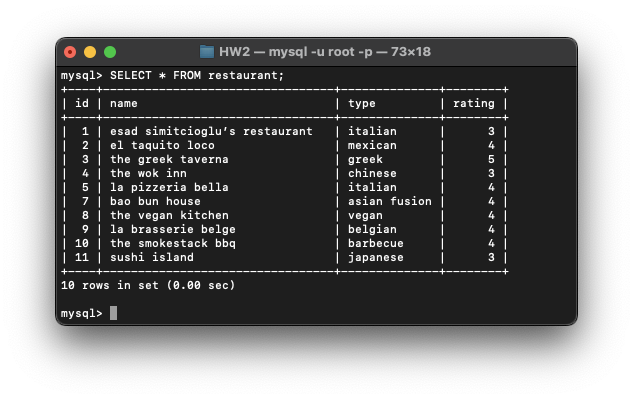 HW2 — mysql -u root -p — 73×18
mysql> SELECT * FROM restaurant;
+----+--------------------------------+--------------+--------+
| id | name                           | type         | rating |
+----+--------------------------------+--------------+--------+
|  1 | esad simitcioglu's restaurant  | italian      |      3 |
|  2 | el taquito loco                | mexican      |      4 |
|  3 | the greek taverna              | greek        |      5 |
|  4 | the wok inn                    | chinese      |      3 |
|  5 | la pizzeria bella              | italian      |      4 |
|  7 | bao bun house                  | asian fusion |      4 |
|  8 | the vegan kitchen              | vegan        |      4 |
|  9 | la brasserie belge             | belgian      |      4 |
| 10 | the smokestack bbq             | barbecue     |      4 |
| 11 | sushi island                   | japanese     |      3 |
+----+--------------------------------+--------------+--------+
10 rows in set (0.00 sec)
mysql>